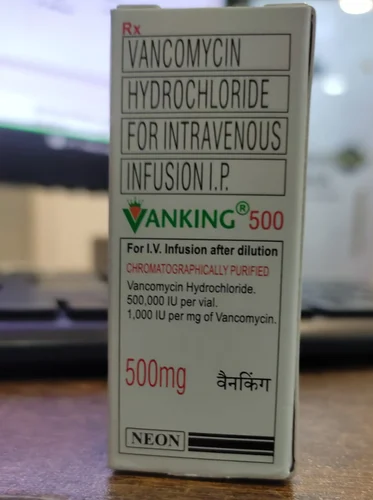 Rx
VANCOMYCIN
HYDROCHLORIDE
FOR INTRAVENOUS
INFUSION I.P.
VANKING® 500
For I.V. Infusion after dilution
CHROMATOGRAPHICALLY PURIFIED
Vancomycin Hydrochloride.
500,000 IU per vial.
1,000 IU per mg of Vancomycin.
500mg वैनकिंग
NEON